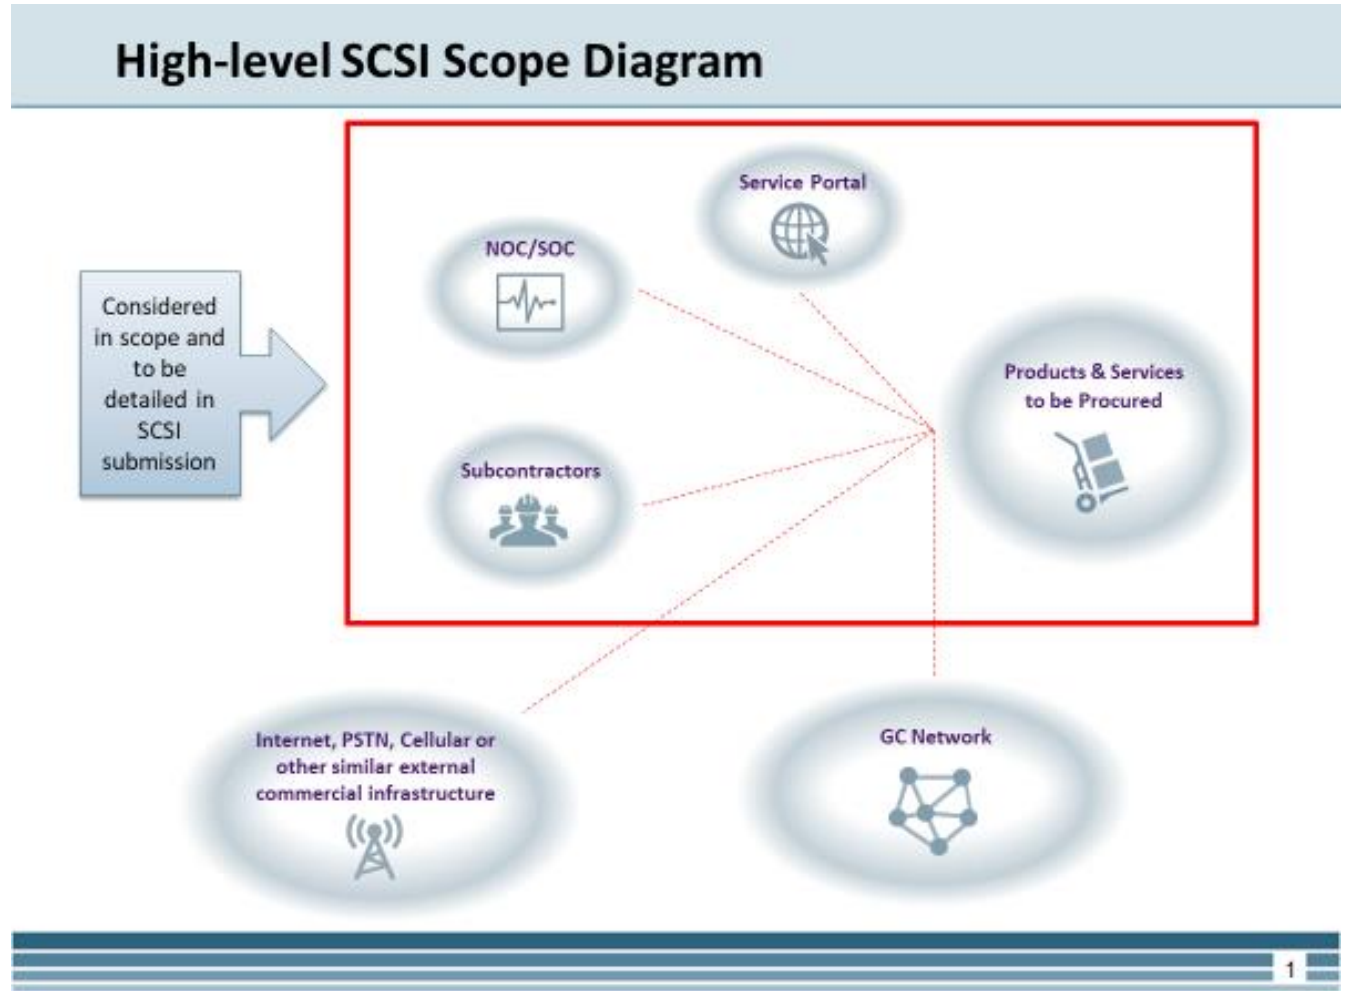 High-level SCSI Scope Diagram
Service Portal
NOC/SOC
Considered
in scope and
to be
detailed in
SCSI
submission
Products & Services
to be Procured
Subcontractors
Internet, PSTN, Cellular or
other similar external
commercial infrastructure
GC Network
1